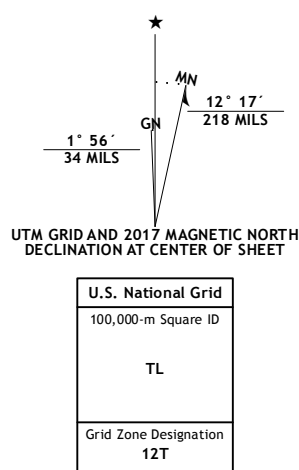 MN
GN
12° 17´
218 MILS
1° 56´
34 MILS
UTM GRID AND 2017 MAGNETIC NORTH
DECLINATION AT CENTER OF SHEET
U.S. National Grid
100,000-m Square ID
TL
Grid Zone Designation
12T